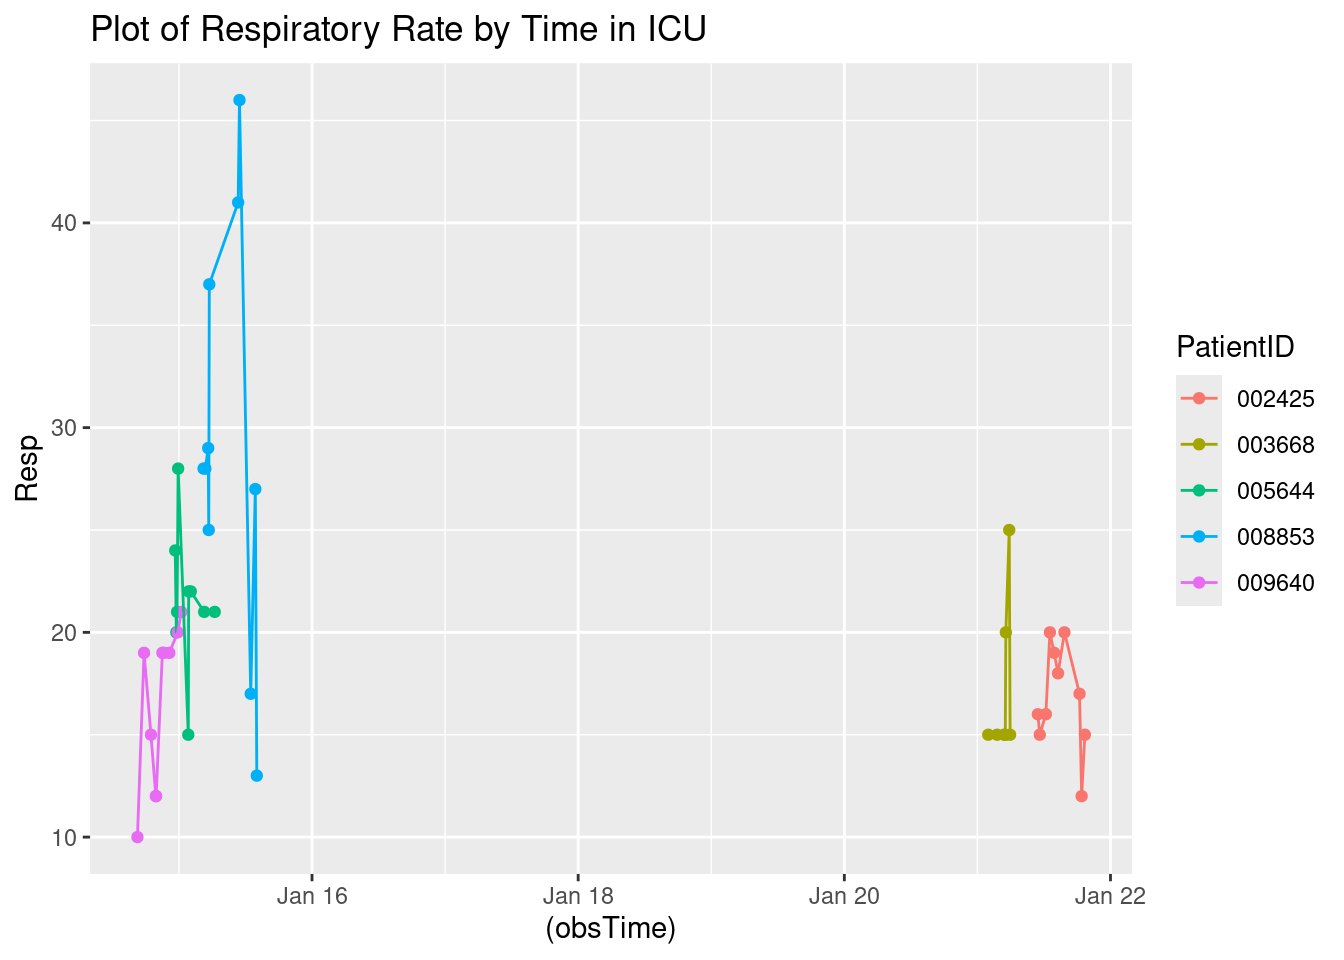 Plot of Respiratory Rate by Time in ICU
Resp
40
30
20
10
Jan 16
Jan 18
Jan 20
Jan 22
(obsTime)
PatientID
002425
003668
005644
008853
009640